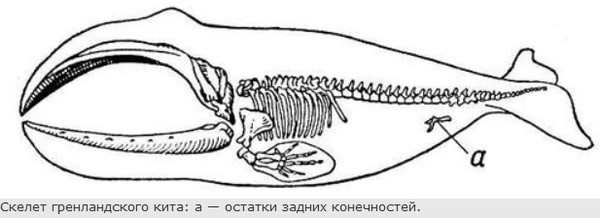 a
Скелет гренландского кита: а — остатки задних конечностей.